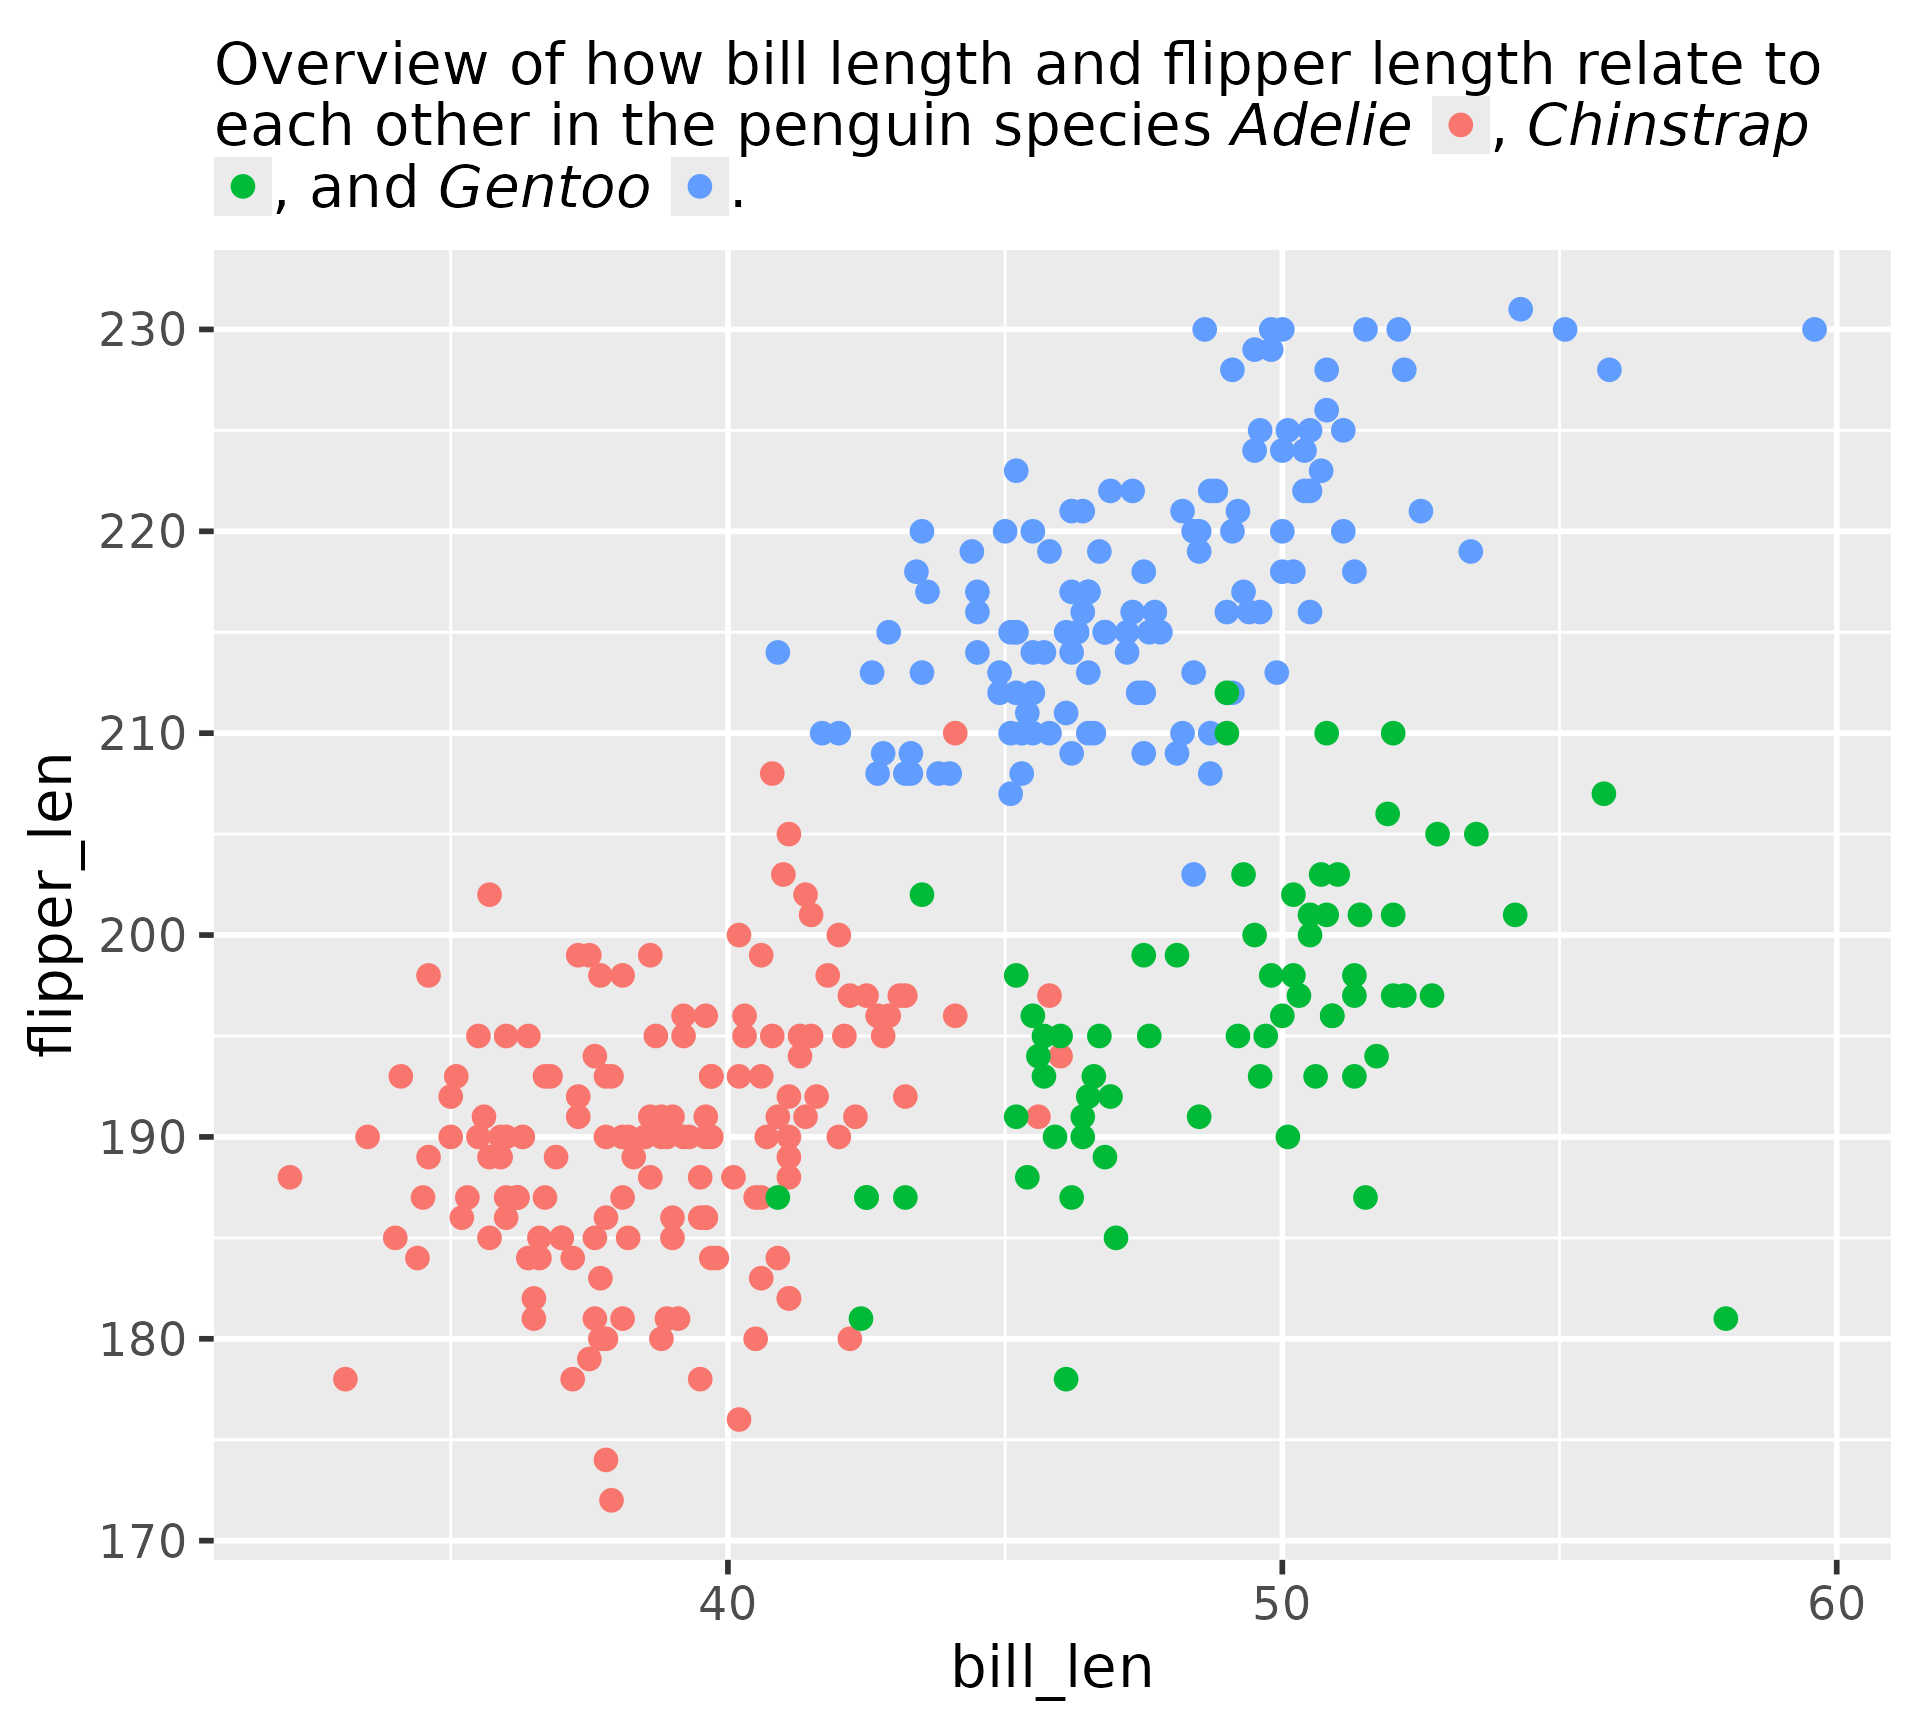 Overview of how bill length and flipper length relate to
each other in the penguin species Adelie , Chinstrap
, and Gentoo .
230
220
210
200
190
180
170
flipper_len
40 50 60
bill_len